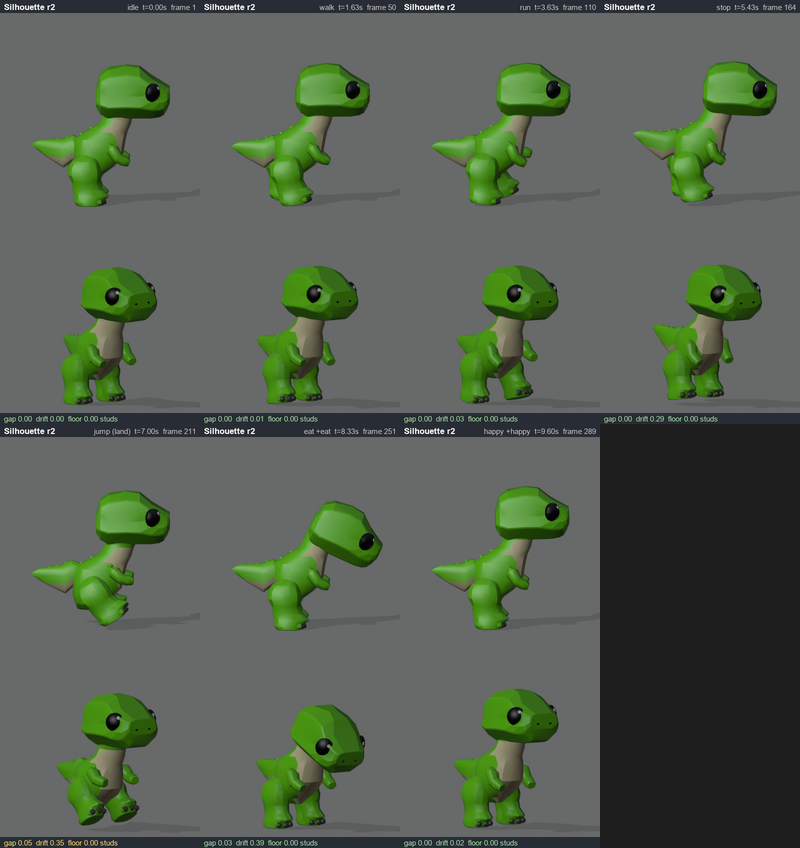 Silhouette r2 idle t=0.00s frame 1
Silhouette r2 walk t=1.63s frame 50
Silhouette r2 run t=3.63s frame 110
Silhouette r2 stop t=5.43s frame 164
gap 0.00 drift 0.00 floor 0.00 studs
gap 0.00 drift 0.01 floor 0.00 studs
gap 0.00 drift 0.03 floor 0.00 studs
gap 0.00 drift 0.29 floor 0.00 studs
Silhouette r2 jump (land) t=7.00s frame 211
Silhouette r2 eat +eat t=8.33s frame 251
Silhouette r2 happy +happy t=9.60s frame 289
gap 0.05 drift 0.35 floor 0.00 studs
gap 0.03 drift 0.39 floor 0.00 studs
gap 0.00 drift 0.02 floor 0.00 studs